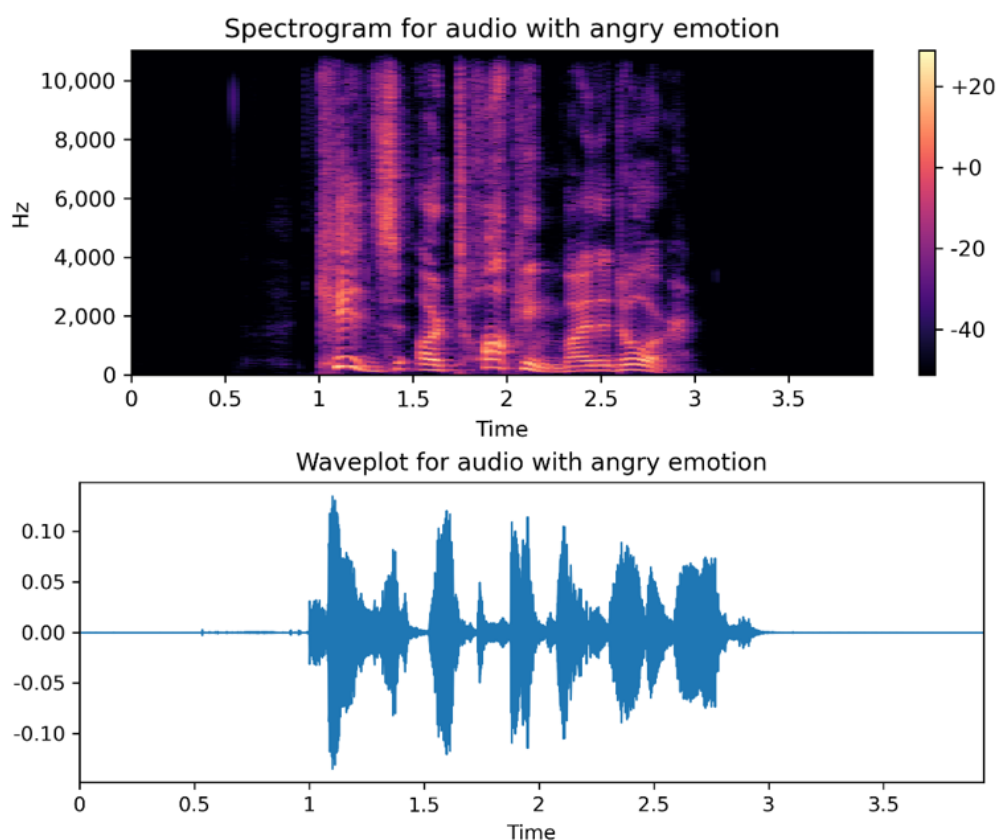 Spectrogram for audio with angry emotion
10,000
8,000
6,000
4,000
2,000
0
Hz
0 0.5 1 1.5 2 2.5 3 3.5
Time
+20
+0
-20
-40
Waveplot for audio with angry emotion
0.10
0.05
0.00
-0.05
-0.10
0 0.5 1 1.5 2 2.5 3 3.5
Time